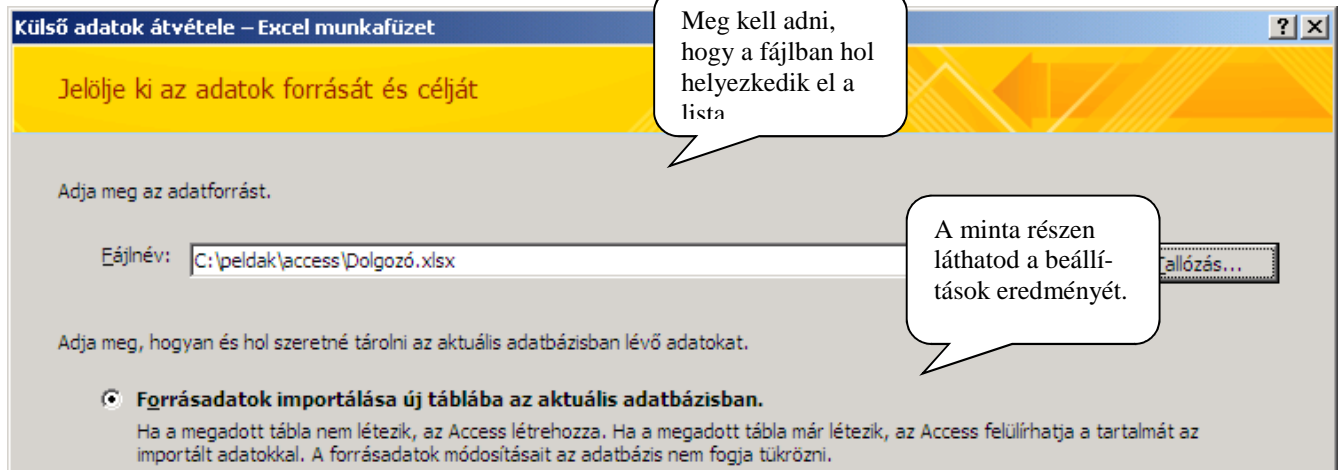 Külső adatok átvétele – Excel munkafüzet
Meg kell adni,
hogy a fájlban hol
helyezkedik el a
lista
Jelölje ki az adatok forrását és célját
Adja meg az adatforrást.
Fájlnév: C:\peldak\access\Dolgozó.xlsx
allózás...
A minta részen
láthatod a beállí-
tások eredményét.
Adja meg, hogyan és hol szeretné tárolni az aktuális adatbázisban lévő adatokat.
Forrásadatok importálása új táblába az aktuális adatbázisban.
Ha a megadott tábla nem létezik, az Access létrehozza. Ha a megadott tábla már létezik, az Access felülírhatja a tartalmát az
importált adatokkal. A forrásadatok módosításait az adatbázis nem fogja tükrözni.